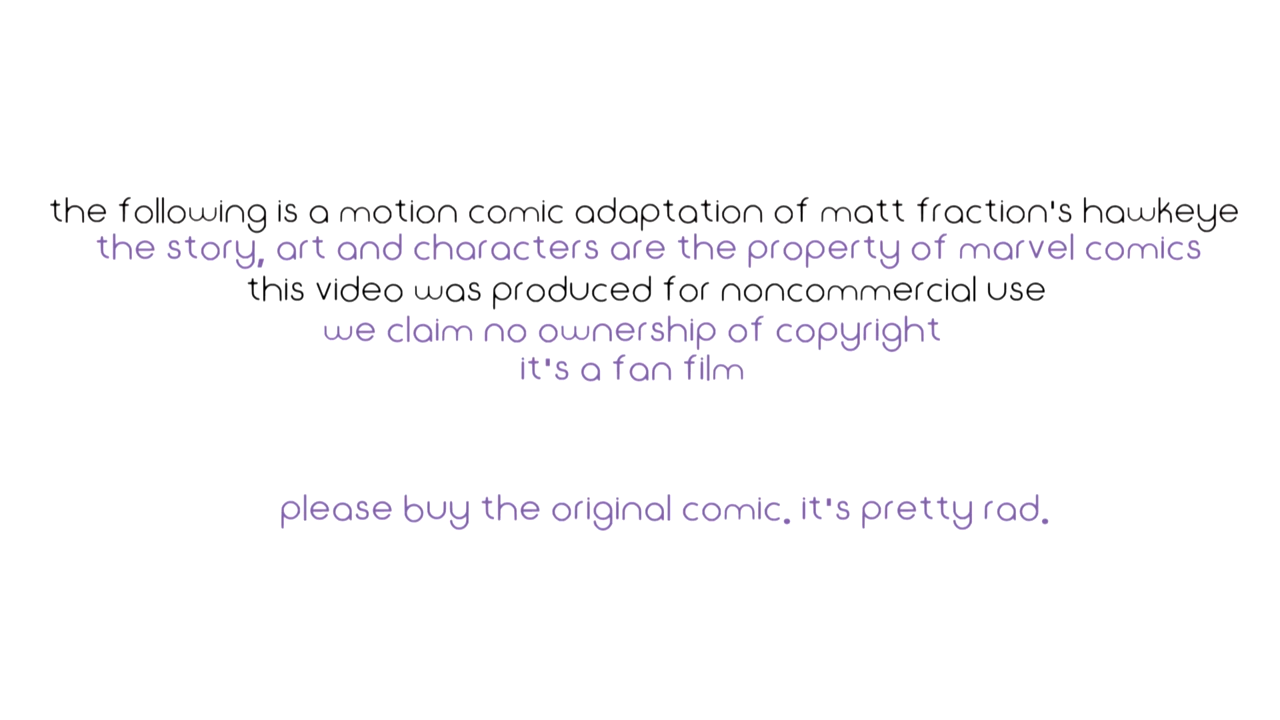 the following is a motion comic adaptation of matt fraction's hawkeye
the story, art and characters are the property of marvel comics
this video was produced for noncommercial use
we claim no ownership of copyright
it's a fan film
please buy the original comic. it's pretty rad.